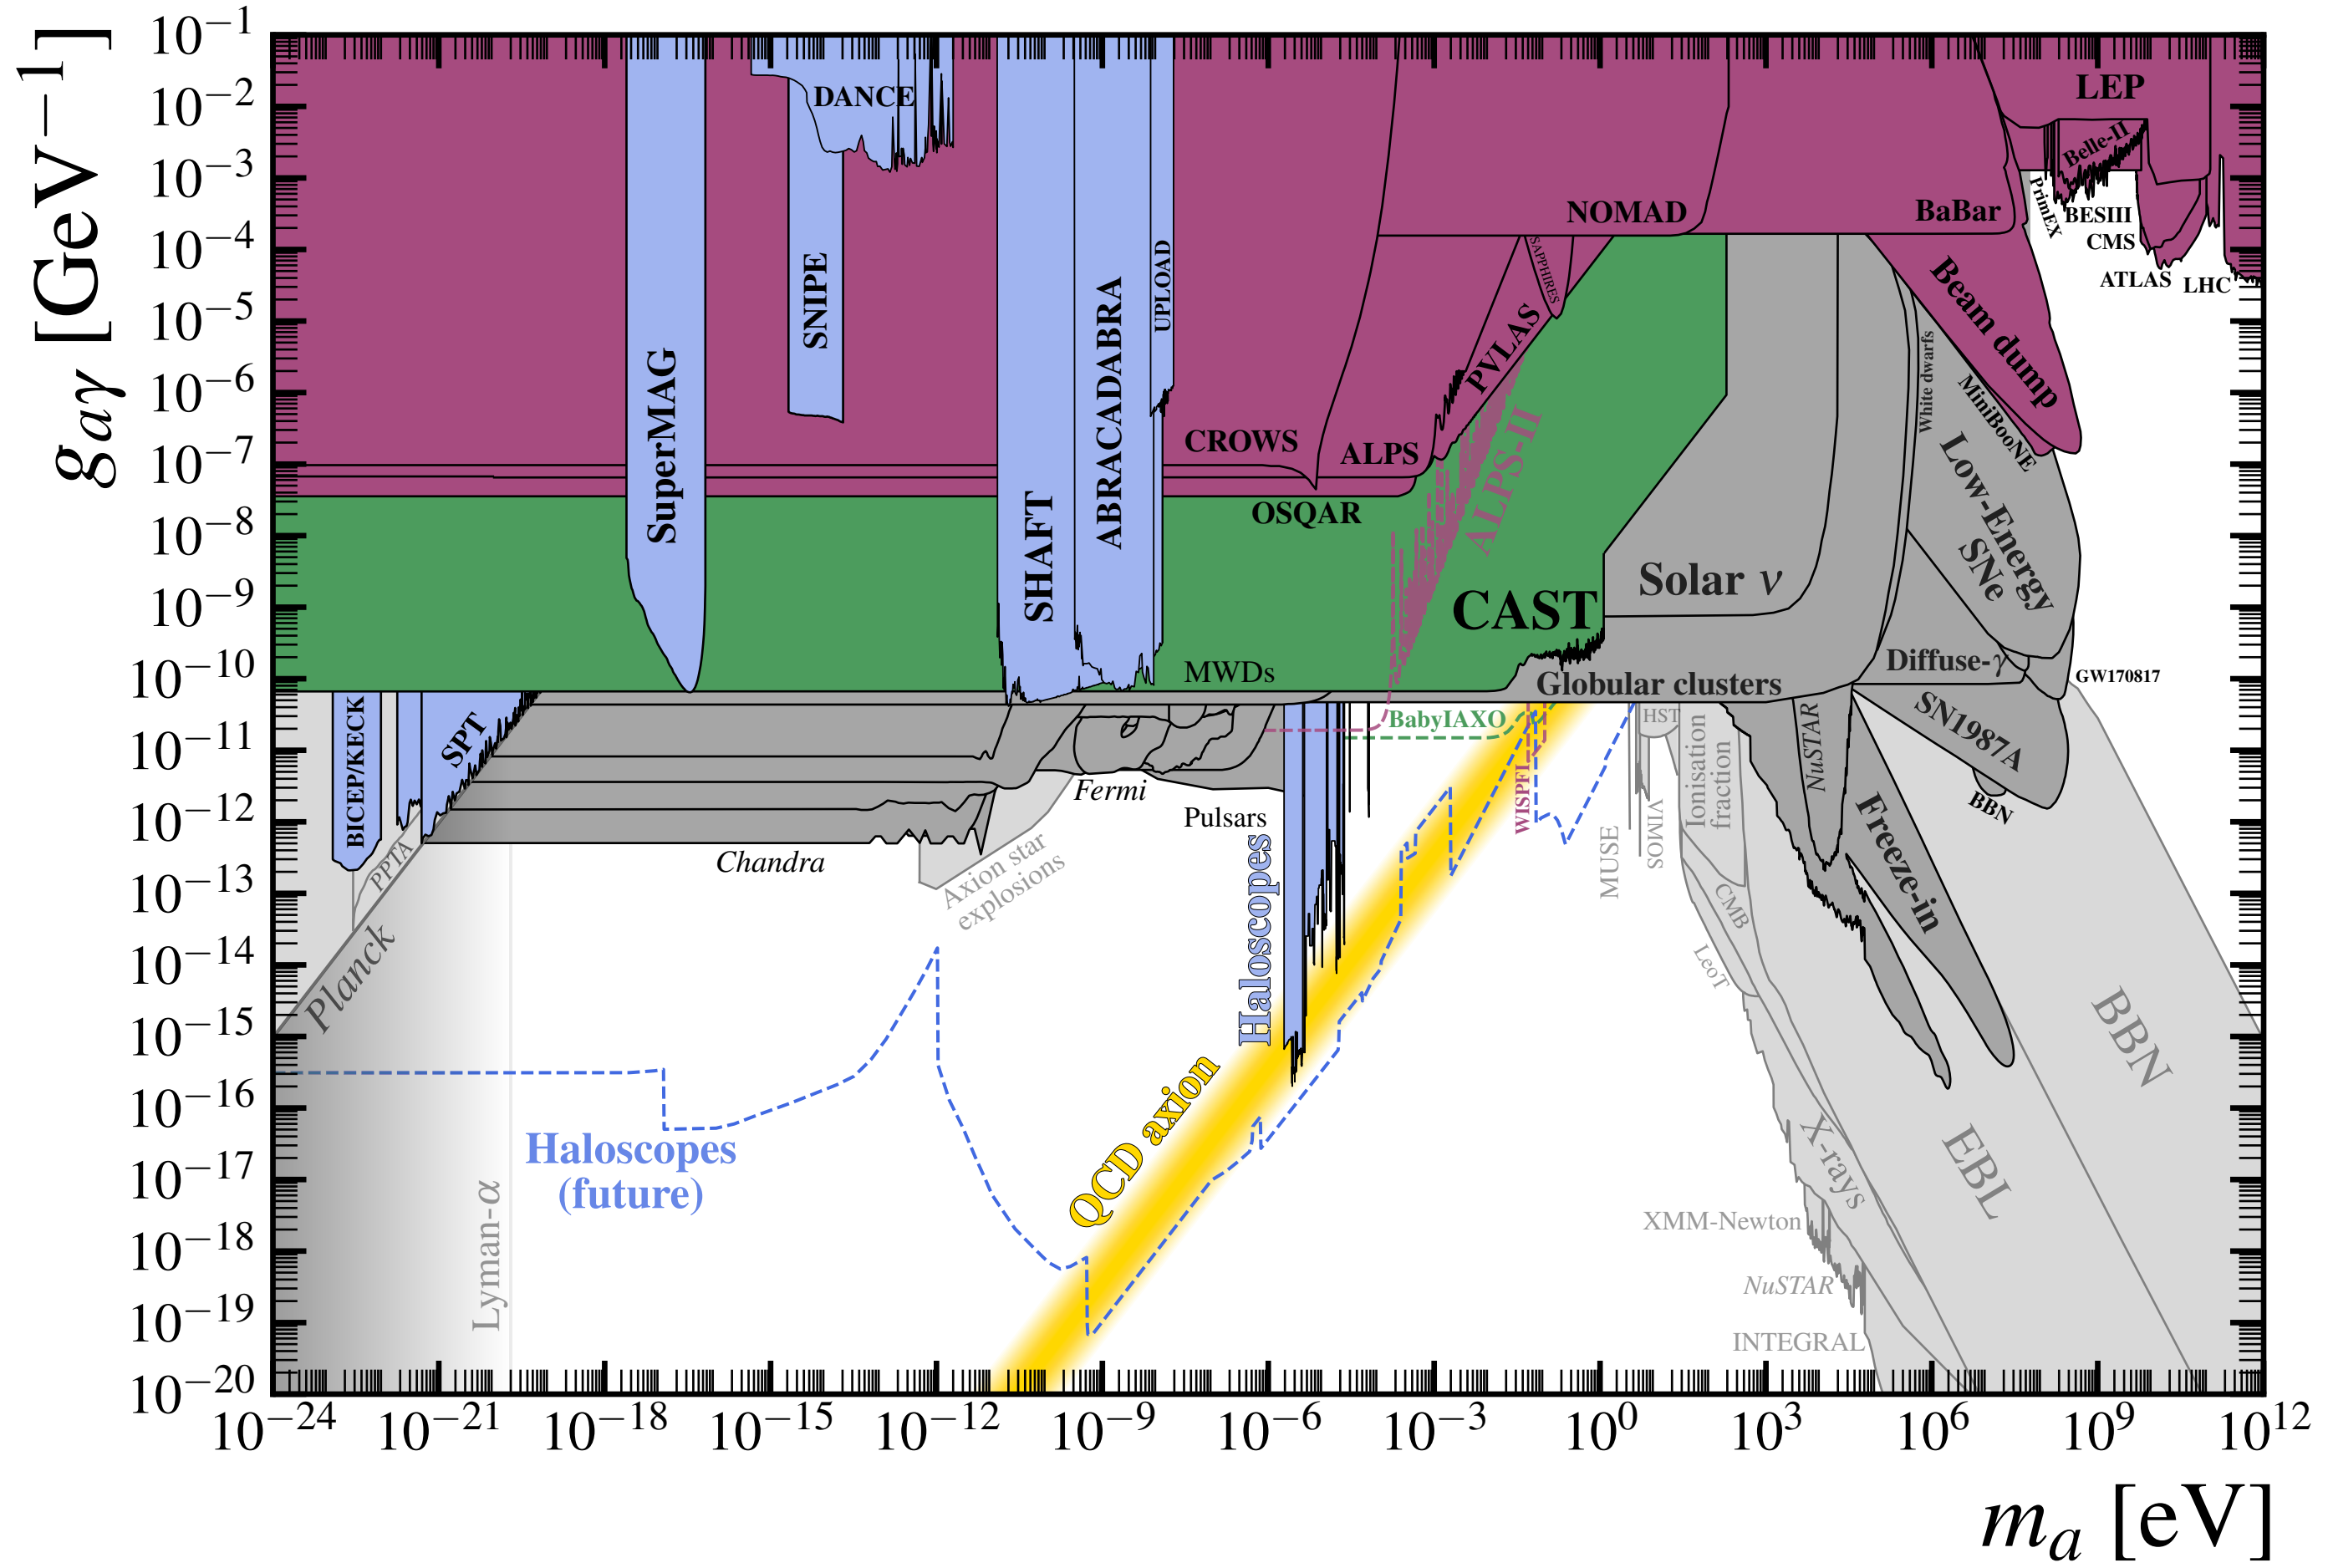 g_{aγ} [GeV^{−1}]
10^{−1}
10^{−2}
10^{−3}
10^{−4}
10^{−5}
10^{−6}
10^{−7}
10^{−8}
10^{−9}
10^{−10}
10^{−11}
10^{−12}
10^{−13}
10^{−14}
10^{−15}
10^{−16}
10^{−17}
10^{−18}
10^{−19}
10^{−20}
DANCE
LEP
Belle-II
PrimEX
BESIII
CMS
ATLAS
LHC
NOMAD
BaBar
SNIPE
UPLOAD
SAPPHIRES
Beam dump
SuperMAG
ABRACADABRA
PVLAS
White dwarfs
MiniBooNE
CROWS
ALPS
OSQAR
ALPS-II
SHAFT
Low-Energy
SNe
CAST
Solar ν
MWDs
Globular clusters
Diffuse-γ
GW170817
BICEP/KECK
SPT
BabyIAXO
HST
Ionisation
fraction
NuSTAR
SN1987A
BBN
WISPFI
MUSE
VIMOS
Fermi
Pulsars
Chandra
PPTA
Axion star
explosions
Haloscopes
Freeze-in
CMB
LeoT
Planck
QCD axion
Haloscopes
(future)
Lyman-α
BBN
EBL
X-rays
XMM-Newton
NuSTAR
INTEGRAL
10^{−24}
10^{−21}
10^{−18}
10^{−15}
10^{−12}
10^{−9}
10^{−6}
10^{−3}
10^{0}
10^{3}
10^{6}
10^{9}
10^{12}
m_a [eV]